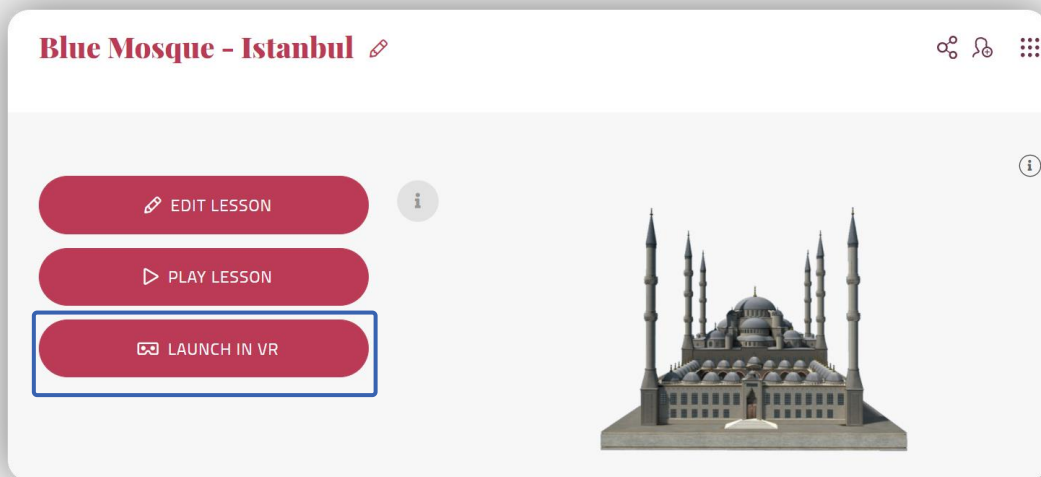 Blue Mosque - Istanbul
EDIT LESSON
PLAY LESSON
LAUNCH IN VR